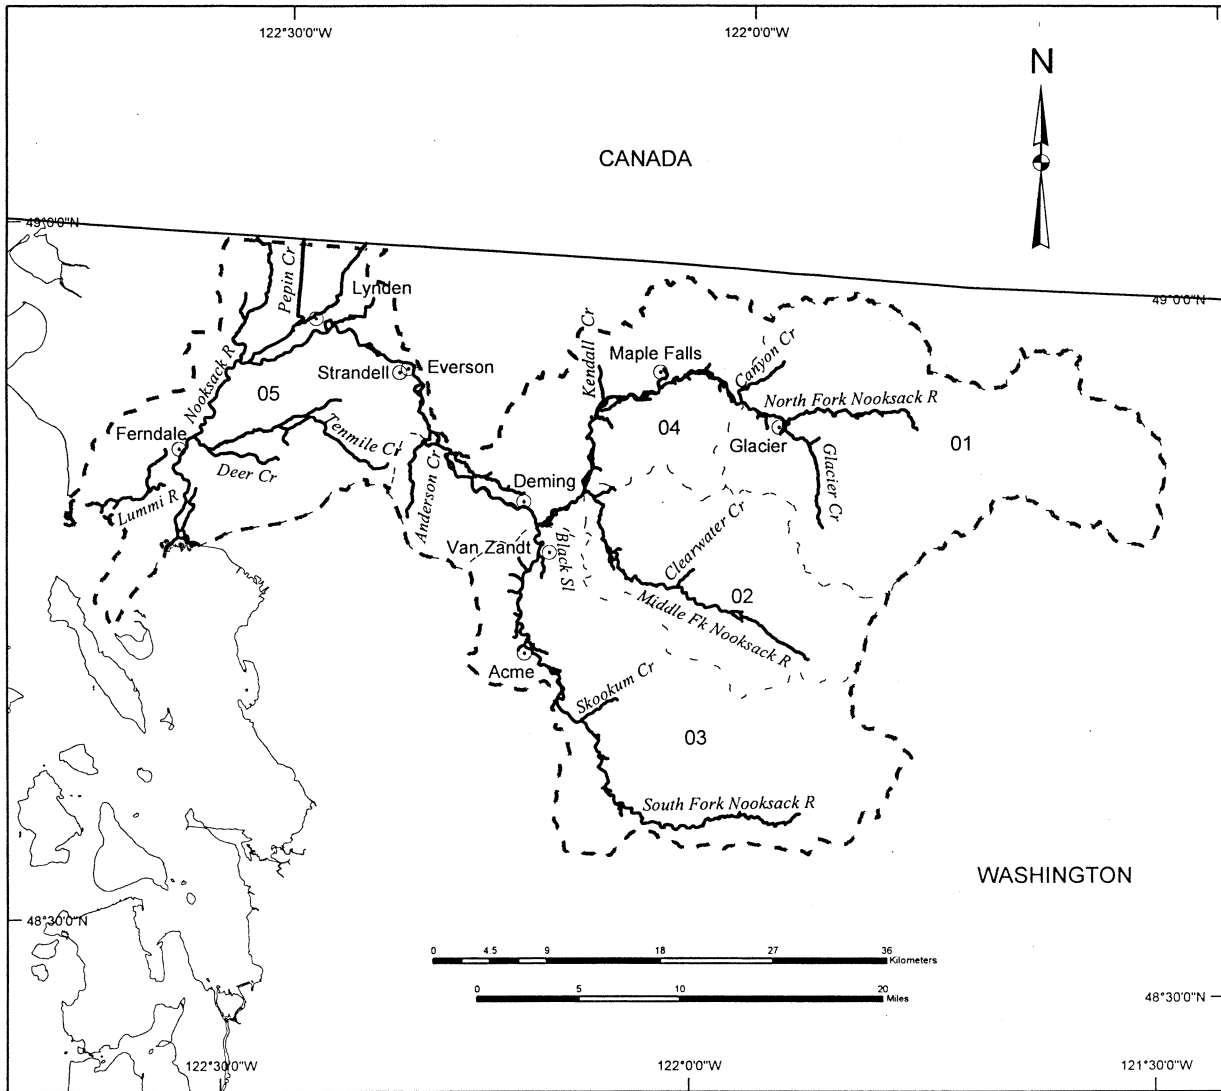 122°30'0"W
122°0'0"W
N
CANADA
49°0'0"N
49°0'0"N
Pepin Cr
Lynden
Nooksack R
Everson
Strandell
05
Kendall Cr
Maple Falls
Canyon Cr
North Fork Nooksack R
04
Glacier
01
Glacier Cr
Ferndale
Tenmile Cr
Deer Cr
Lummi R
Anderson Cr
Deming
Van Zandt
Black Sl
Clearwater Cr
02
Middle Fk Nooksack R
Acme
Skookum Cr
03
South Fork Nooksack R
WASHINGTON
48°30'0"N
0 4.5 9 18 27 36
Kilometers
0 5 10 20
Miles
48°30'0"N
122°30'0"W
122°0'0"W
121°30'0"W